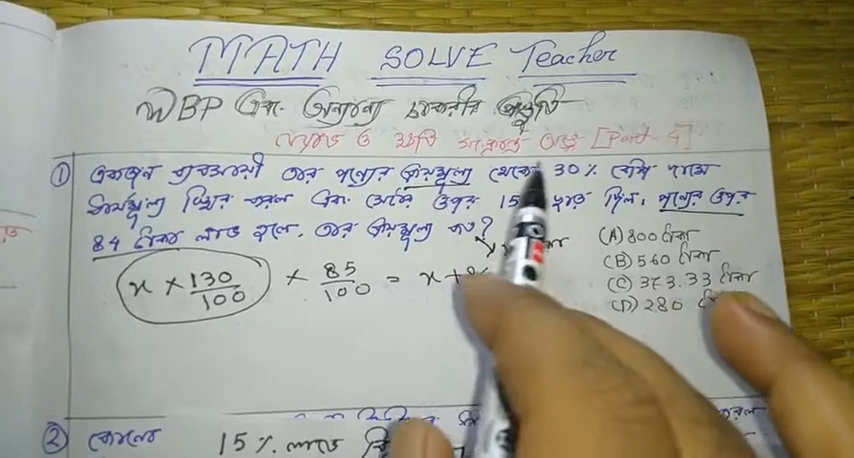 MATH SOLVE Teacher
WBP এবং অন্যান্য চাকরীর প্রস্তুতি
লাভ ও ক্ষতি সংক্রান্ত অঙ্ক [Part-4]
① একজন ব্যবসায়ী তার পণ্যের ক্রয়মূল্য থেকে 30% বেশি দামে
ধার্যমূল্য স্থির করল এবং মোটের উপর 15 ছাড় দিল. পণ্যের উপর
84 টাকা লাভ হলে. তার ক্রয়মূল্য কত?
(A) 800 টাকা
(B) 560 টাকা
(C) 373.33 টাকা
(D) 280
x × 130/100 × 85/100 = x +
② কোনো 15% লাভে